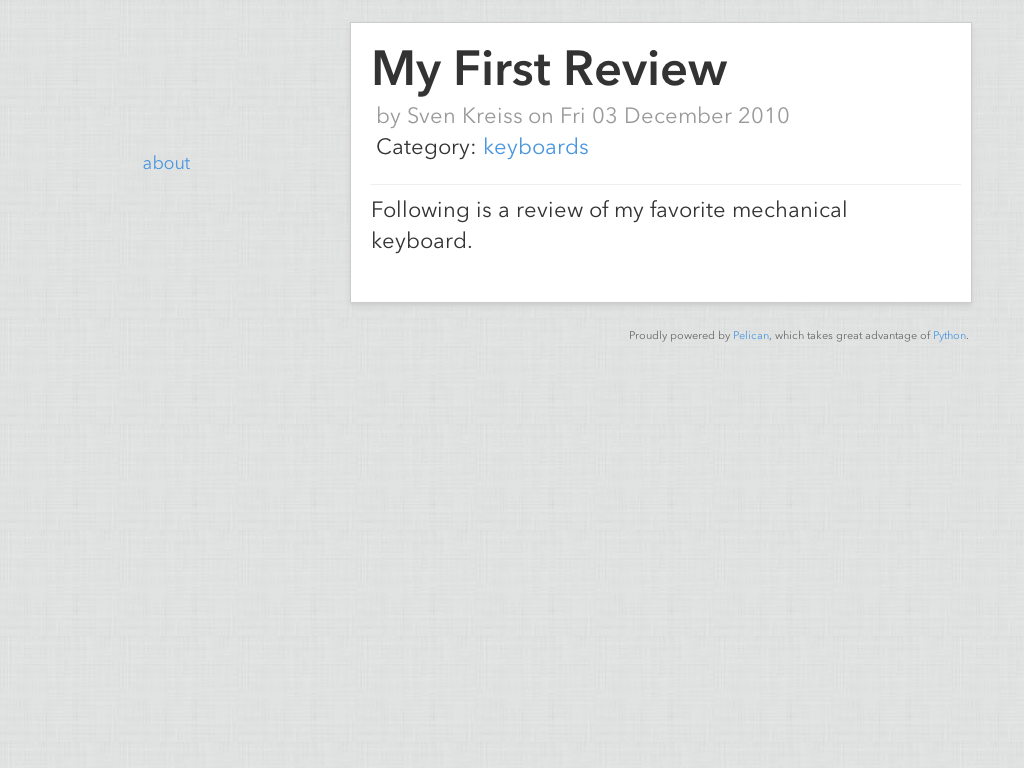 My First Review
by Sven Kreiss on Fri 03 December 2010
Category: keyboards
about
Following is a review of my favorite mechanical
keyboard.
Proudly powered by Pelican, which takes great advantage of Python.